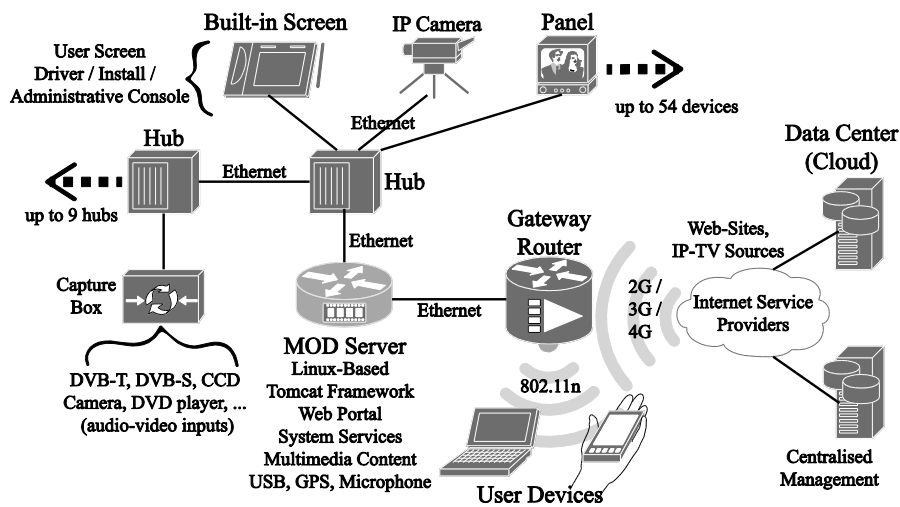 Built-in Screen
IP Camera
Panel
User Screen
Driver / Install /
Administrative Console
up to 54 devices
Ethernet
Hub
Data Center
(Cloud)
Ethernet
Hub
up to 9 hubs
Gateway
Router
Web-Sites,
IP-TV Sources
Ethernet
Capture
Box
2G /
3G /
4G
Internet Service
Providers
Ethernet
MOD Server
Linux-Based
Tomcat Framework
Web Portal
System Services
Multimedia Content
USB, GPS, Microphone
DVB-T, DVB-S, CCD
Camera, DVD player, ...
(audio-video inputs)
802.11n
User Devices
Centralised
Management